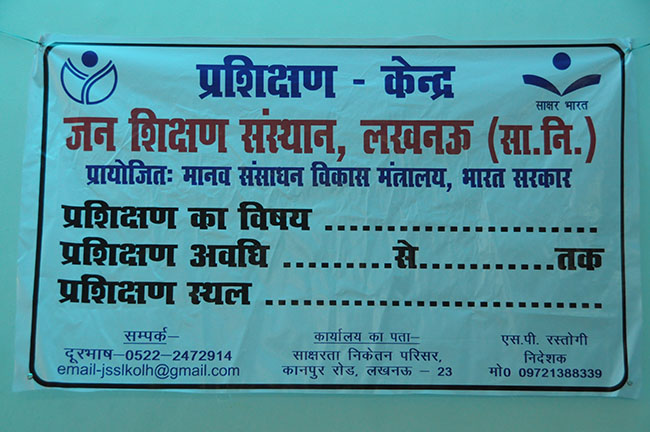 प्रशिक्षण - केन्द्र
साक्षर भारत
जन शिक्षण संस्थान, लखनऊ (सा.नि.)
प्रायोजितः मानव संसाधन विकास मंत्रालय, भारत सरकार
प्रशिक्षण का विषय ..............................
प्रशिक्षण अवधि .........से...........तक
प्रशिक्षण स्थल .....................................
सम्पर्क–
दूरभाष–0522-2472914
email-jsslkolh@gmail.com
कार्यालय का पता–
साक्षरता निकेतन परिसर,
कानपुर रोड, लखनऊ – 23
एस.पी. रस्तोगी
निदेशक
मो0 09721388339